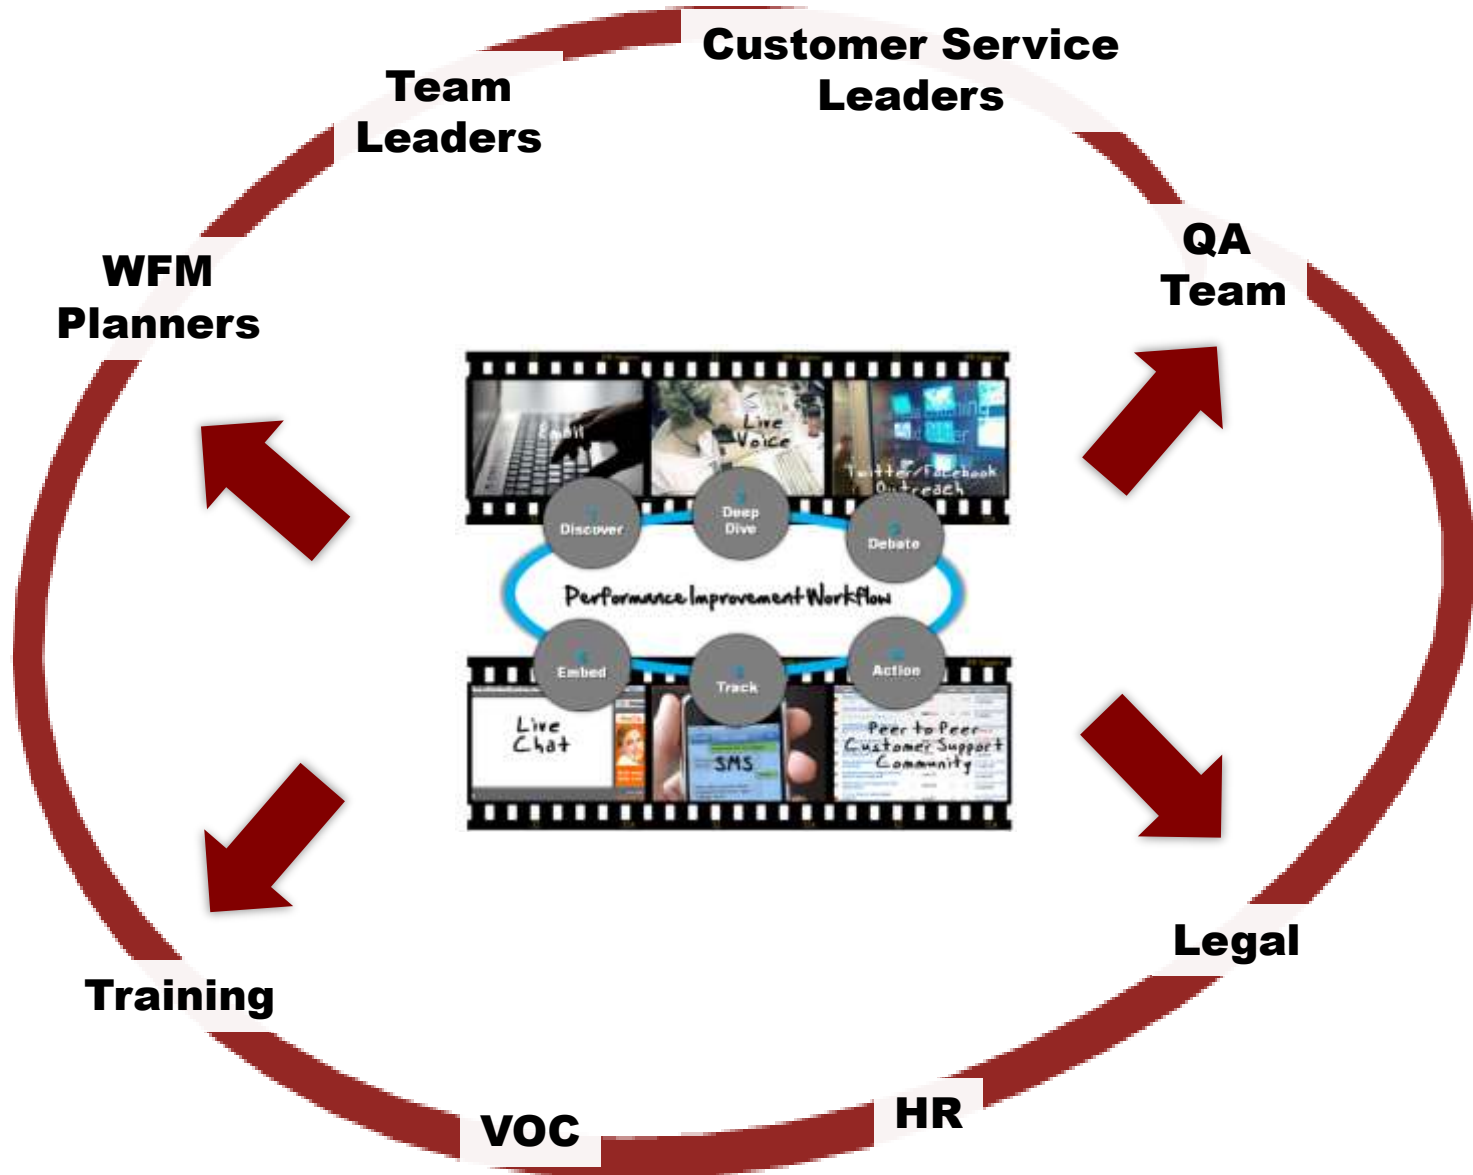 Customer Service
Leaders
Team
Leaders
QA
Team
WFM
Planners
Email
Live
Voice
Twitter/Facebook
Outreach
Discover
Deep
Dive
Debate
Performance Improvement Workflow
Embed
Track
Action
Live
Chat
SMS
Peer to Peer
Customer Support
Community
Legal
Training
HR
VOC